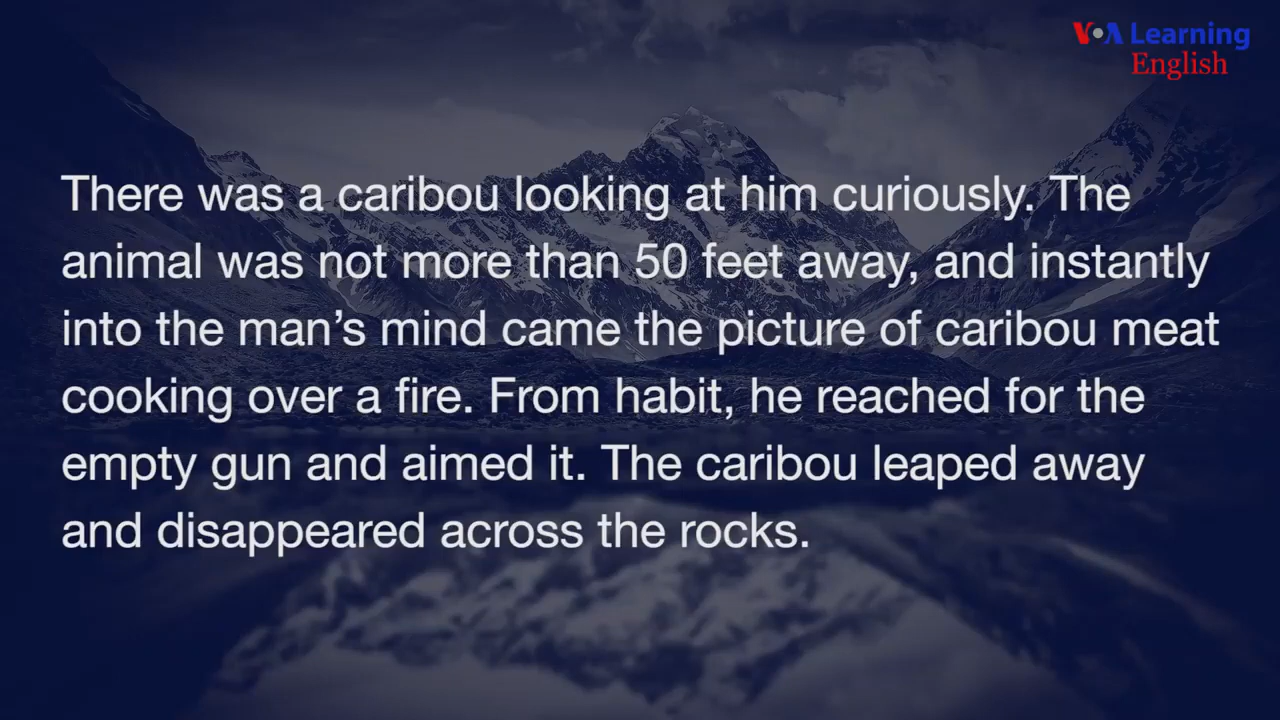 VOA Learning
English
There was a caribou looking at him curiously. The
animal was not more than 50 feet away, and instantly
into the man’s mind came the picture of caribou meat
cooking over a fire. From habit, he reached for the
empty gun and aimed it. The caribou leaped away
and disappeared across the rocks.